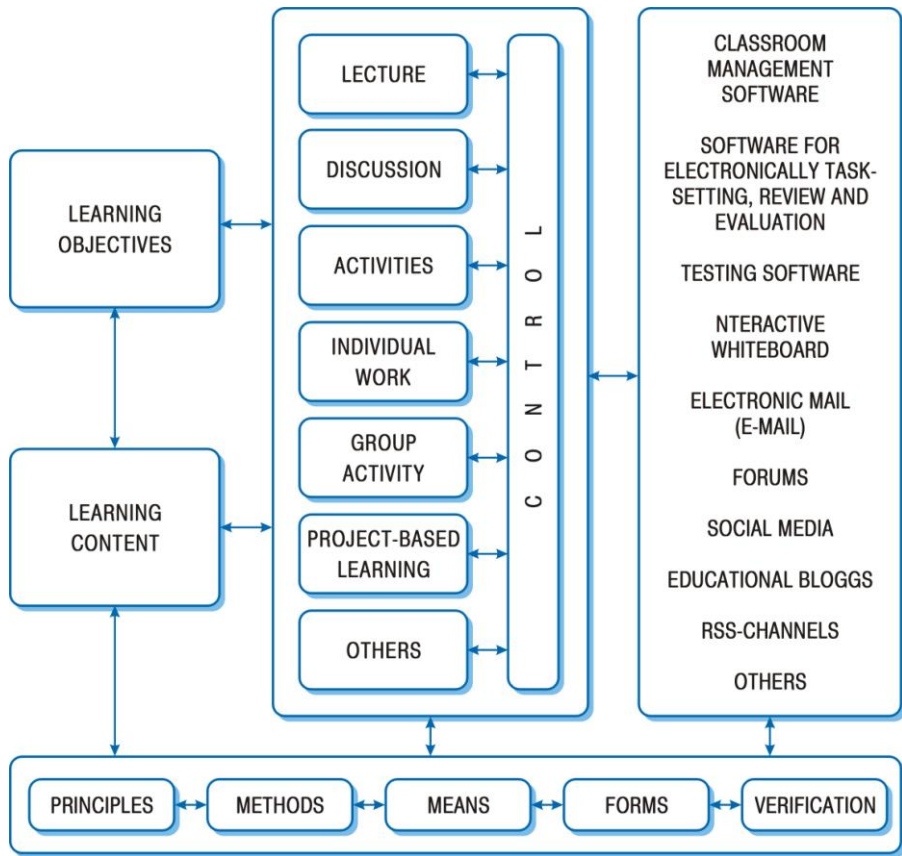 LEARNING
OBJECTIVES
LEARNING
CONTENT
LECTURE
DISCUSSION
ACTIVITIES
INDIVIDUAL
WORK
GROUP
ACTIVITY
PROJECT-BASED
LEARNING
OTHERS
CONTROL
CLASSROOM
MANAGEMENT
SOFTWARE
SOFTWARE FOR
ELECTRONICALLY TASK-
SETTING, REVIEW AND
EVALUATION
TESTING SOFTWARE
NTERACTIVE
WHITEBOARD
ELECTRONIC MAIL
(E-MAIL)
FORUMS
SOCIAL MEDIA
EDUCATIONAL BLOGGS
RSS-CHANNELS
OTHERS
PRINCIPLES
METHODS
MEANS
FORMS
VERIFICATION